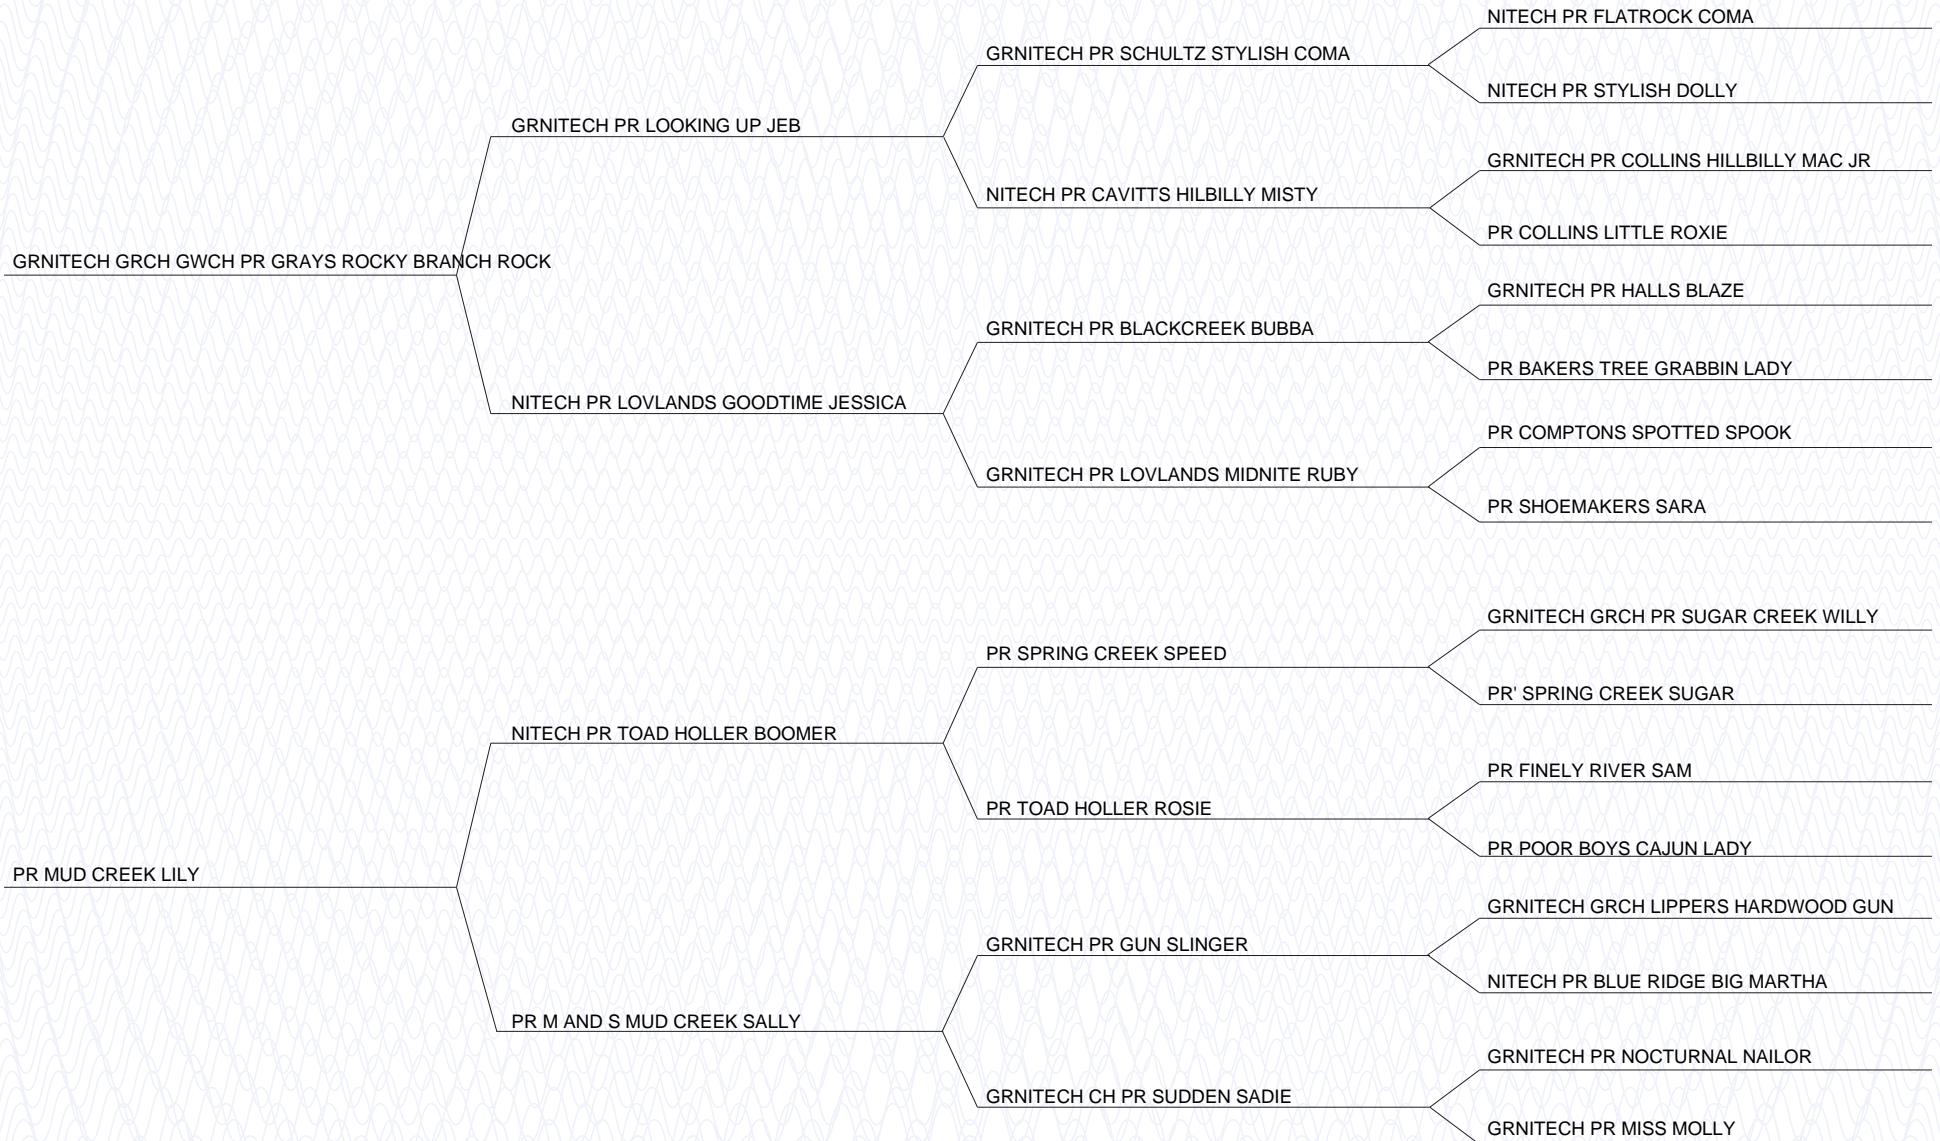 NITECH PR FLATROCK COMA
GRNITECH PR SCHULTZ STYLISH COMA
NITECH PR STYLISH DOLLY
GRNITECH PR LOOKING UP JEB
GRNITECH PR COLLINS HILLBILLY MAC JR
NITECH PR CAVITTS HILBILLY MISTY
PR COLLINS LITTLE ROXIE
GRNITECH GRCH GWCH PR GRAYS ROCKY BRANCH ROCK
GRNITECH PR HALLS BLAZE
GRNITECH PR BLACKCREEK BUBBA
PR BAKERS TREE GRABBIN LADY
NITECH PR LOVLANDS GOODTIME JESSICA
PR COMPTONS SPOTTED SPOOK
GRNITECH PR LOVLANDS MIDNITE RUBY
PR SHOEMAKERS SARA
GRNITECH GRCH PR SUGAR CREEK WILLY
PR SPRING CREEK SPEED
PR' SPRING CREEK SUGAR
NITECH PR TOAD HOLLER BOOMER
PR FINELY RIVER SAM
PR TOAD HOLLER ROSIE
PR POOR BOYS CAJUN LADY
PR MUD CREEK LILY
GRNITECH GRCH LIPPERS HARDWOOD GUN
GRNITECH PR GUN SLINGER
NITECH PR BLUE RIDGE BIG MARTHA
PR M AND S MUD CREEK SALLY
GRNITECH PR NOCTURNAL NAILOR
GRNITECH CH PR SUDDEN SADIE
GRNITECH PR MISS MOLLY